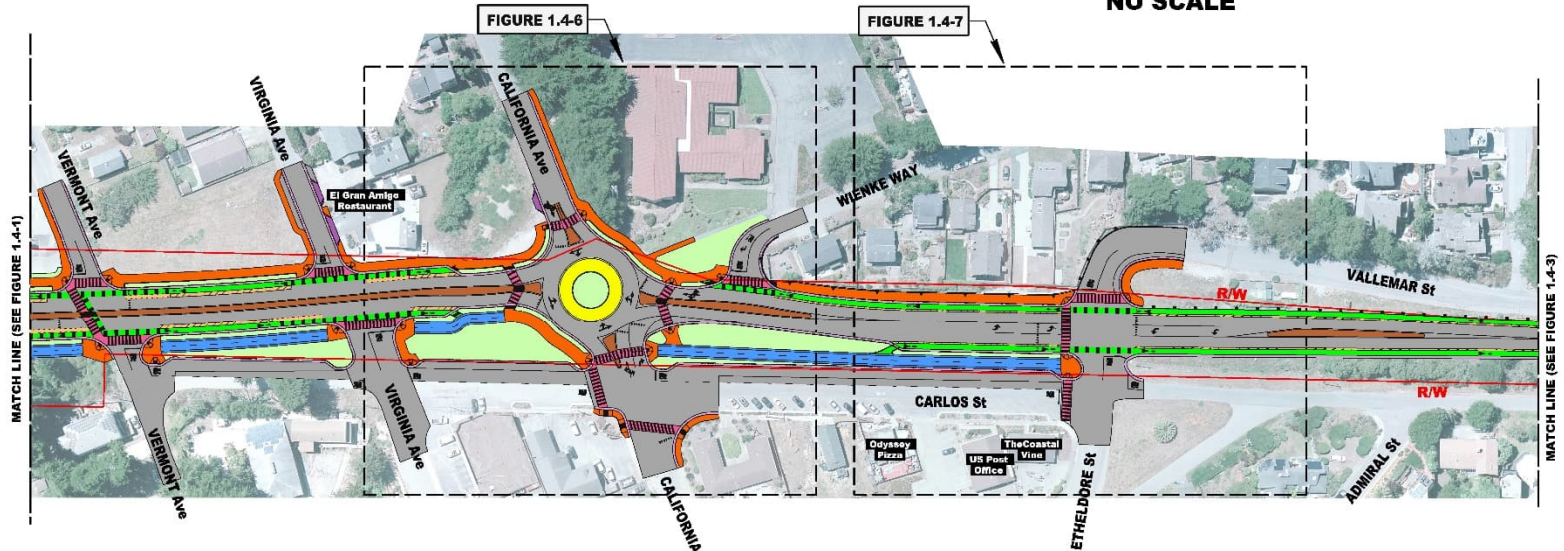 NO SCALE
FIGURE 1.4-6
FIGURE 1.4-7
MATCH LINE (SEE FIGURE 1.4-1)
VERMONT Ave
VIRGINIA Ave
El Gran Amigo
Restaurant
CALIFORNIA Ave
WIENKE WAY
VALLEMAR St
R/W
R/W
MATCH LINE (SEE FIGURE 1.4-3)
VERMONT Ave
VIRGINIA Ave
CALIFORNIA
CARLOS St
Odyssey
Pizza
US Post
Office
TheCoastal
Vine
ETHELDORE St
ADMIRAL St